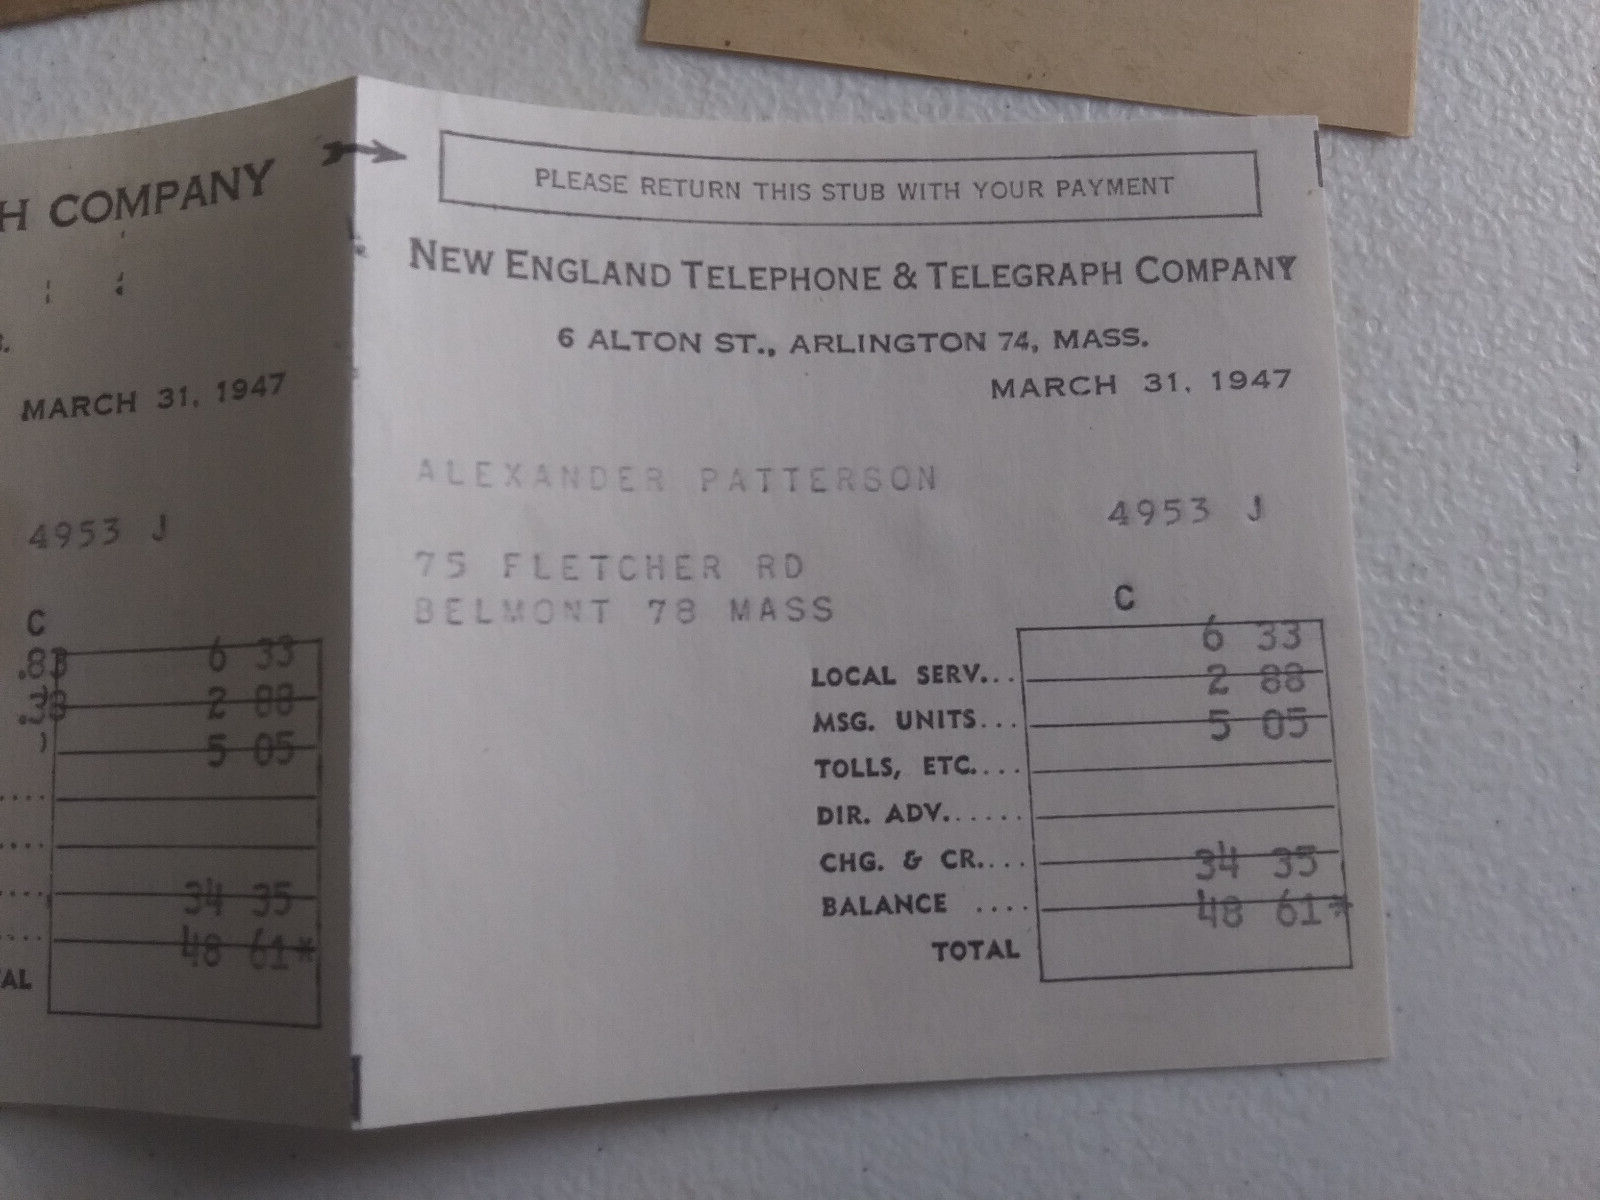 H COMPANY
MARCH 31, 1947
4953 J
C
.83 6 33
.38 2 88
5 05
34 35
48 61*
AL
PLEASE RETURN THIS STUB WITH YOUR PAYMENT
NEW ENGLAND TELEPHONE & TELEGRAPH COMPANY
6 ALTON ST., ARLINGTON 74, MASS.
MARCH 31, 1947
ALEXANDER PATTERSON
4953 J
75 FLETCHER RD
BELMONT 78 MASS
C
6 33
LOCAL SERV... 2 88
MSG. UNITS... 5 05
TOLLS, ETC....
DIR. ADV......
CHG. & CR.... 34 35
BALANCE .... 48 61*
TOTAL